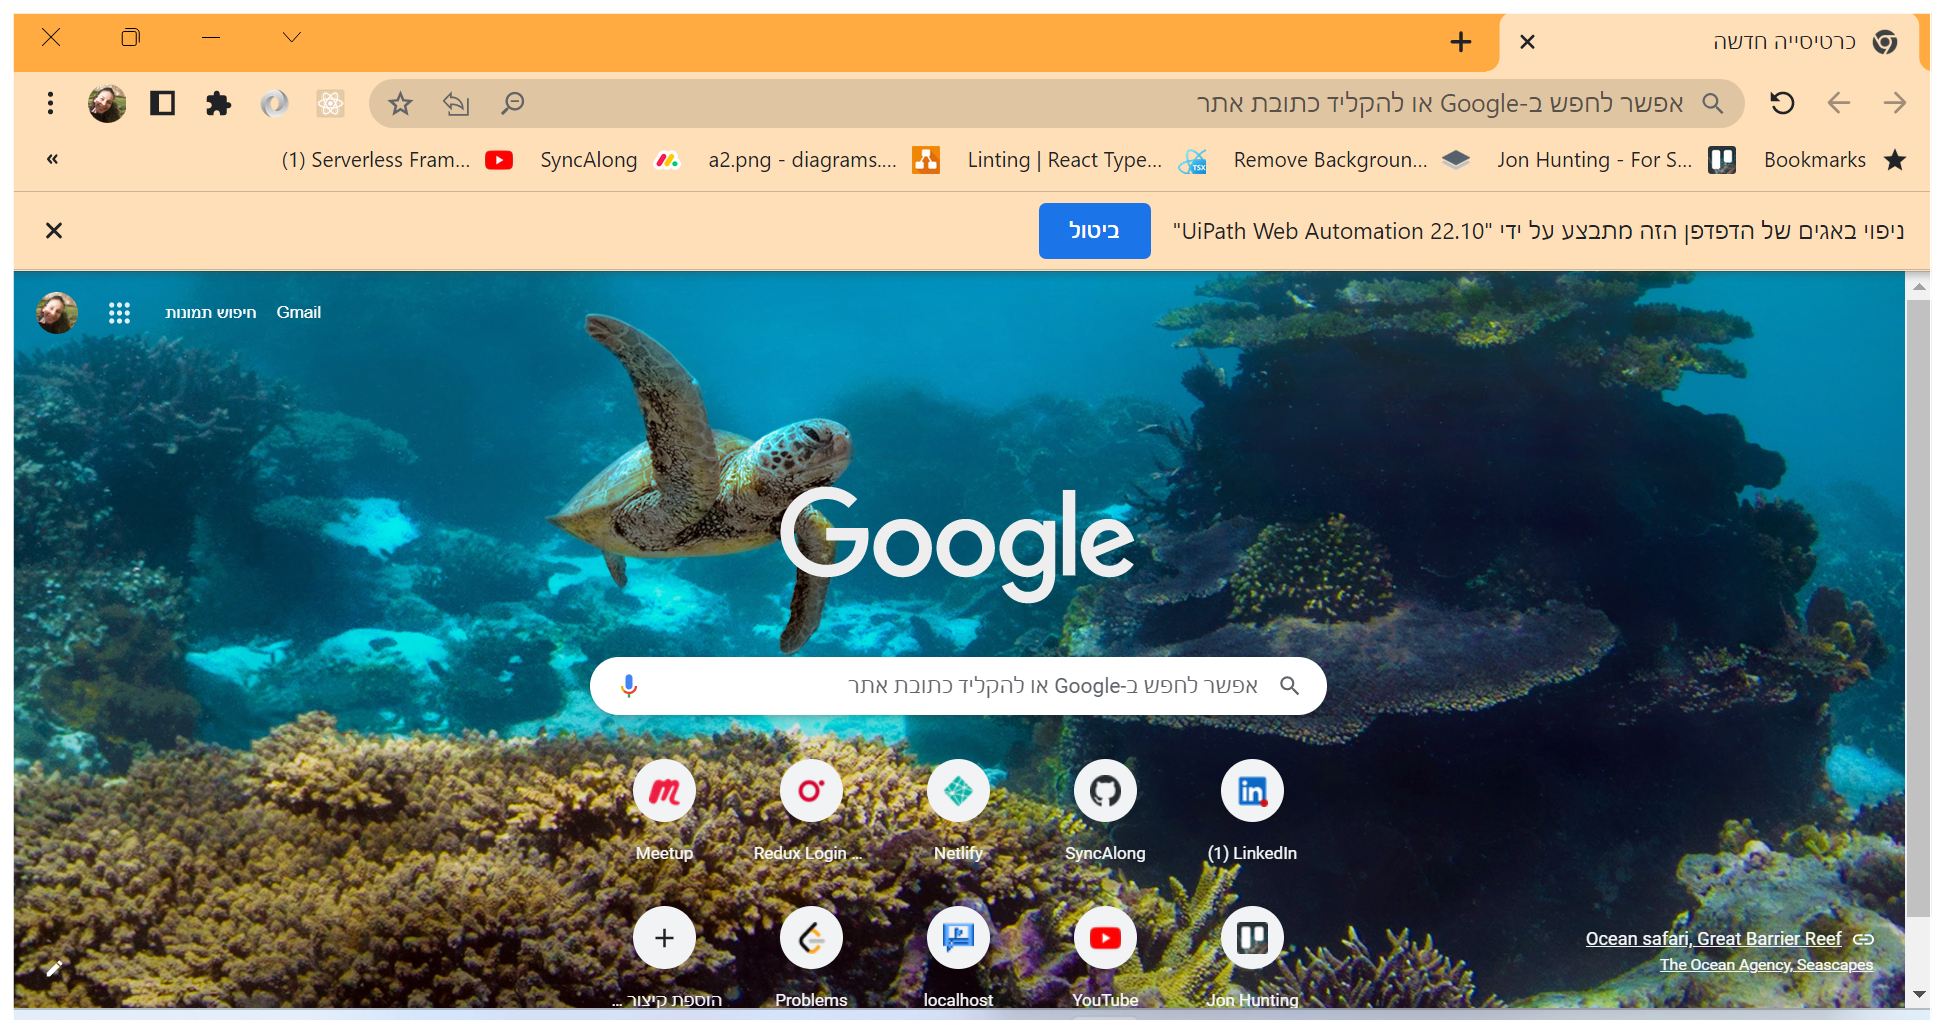 כרטיסייה חדשה
אפשר לחפש ב-Google או להקליד כתובת אתר
Bookmarks
Jon Hunting - For S...
Remove Backgroun...
Linting | React Type...
a2.png - diagrams....
SyncAlong
(1) Serverless Fram...
ניפוי באגים של הדפדפן הזה מתבצע על ידי "UiPath Web Automation 22.10"
ביטול
Gmail
חיפוש תמונות
Google
אפשר לחפש ב-Google או להקליד כתובת אתר
(1) LinkedIn
SyncAlong
Netlify
Redux Login ...
Meetup
Jon Hunting
YouTube
localhost
Problems
הוספת קיצור ...
Ocean safari, Great Barrier Reef
The Ocean Agency, Seascapes